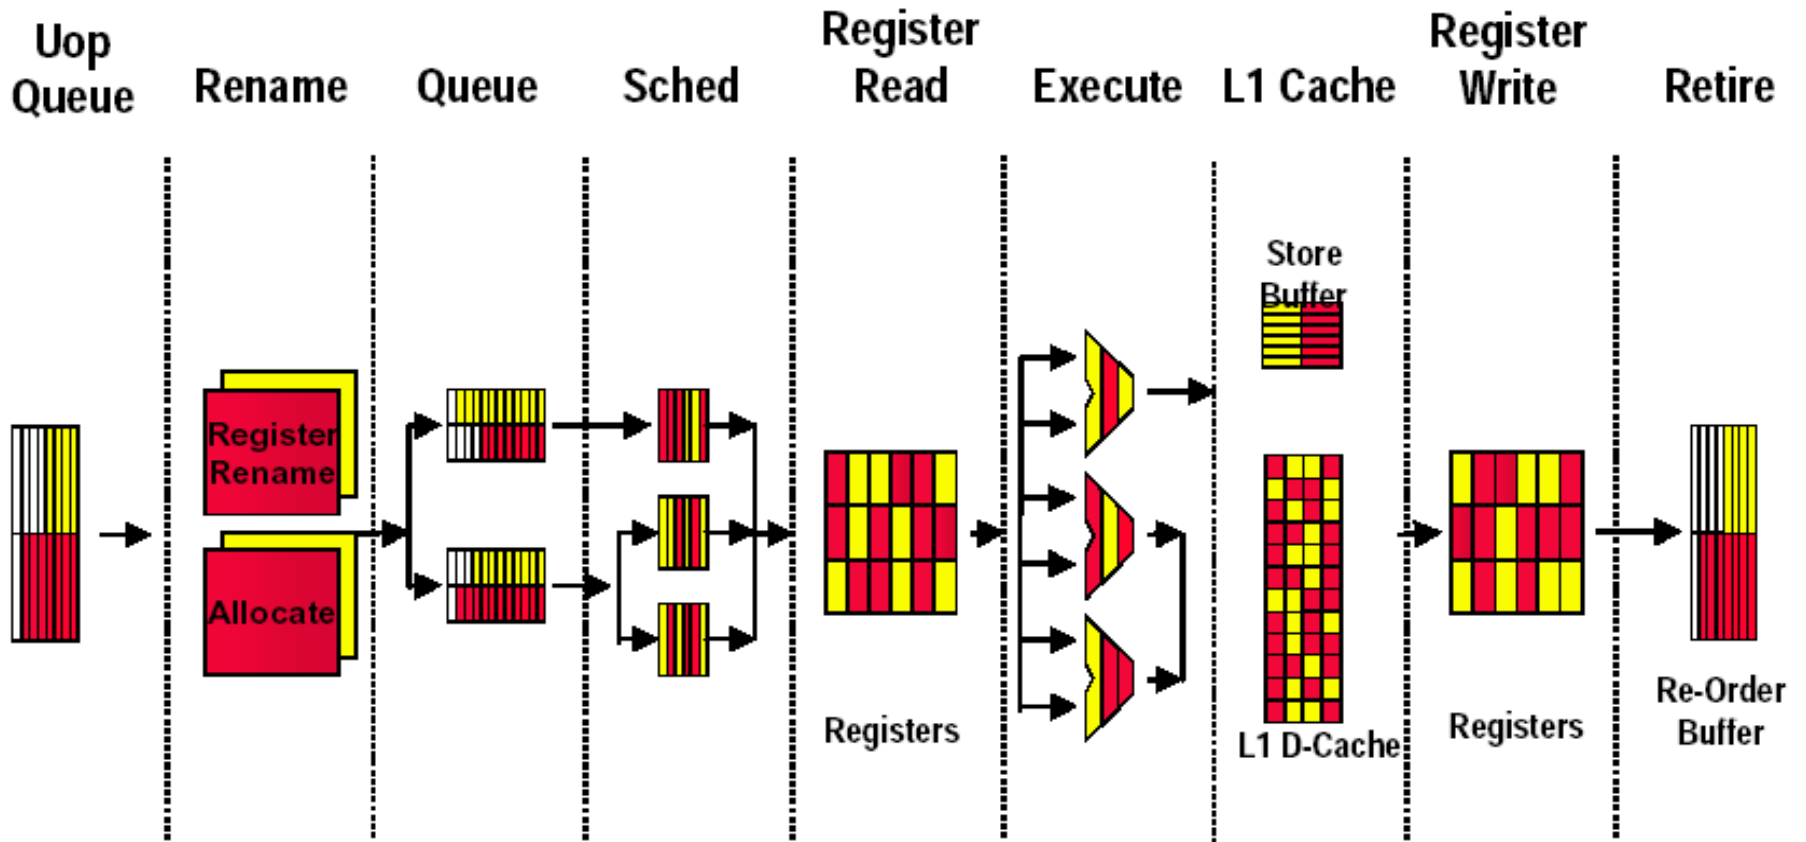 Uop
Queue
Rename
Queue
Sched
Register
Read
Execute
L1 Cache
Register
Write
Retire
Register
Rename
Allocate
Registers
Store
Buffer
L1 D-Cache
Registers
Re-Order
Buffer